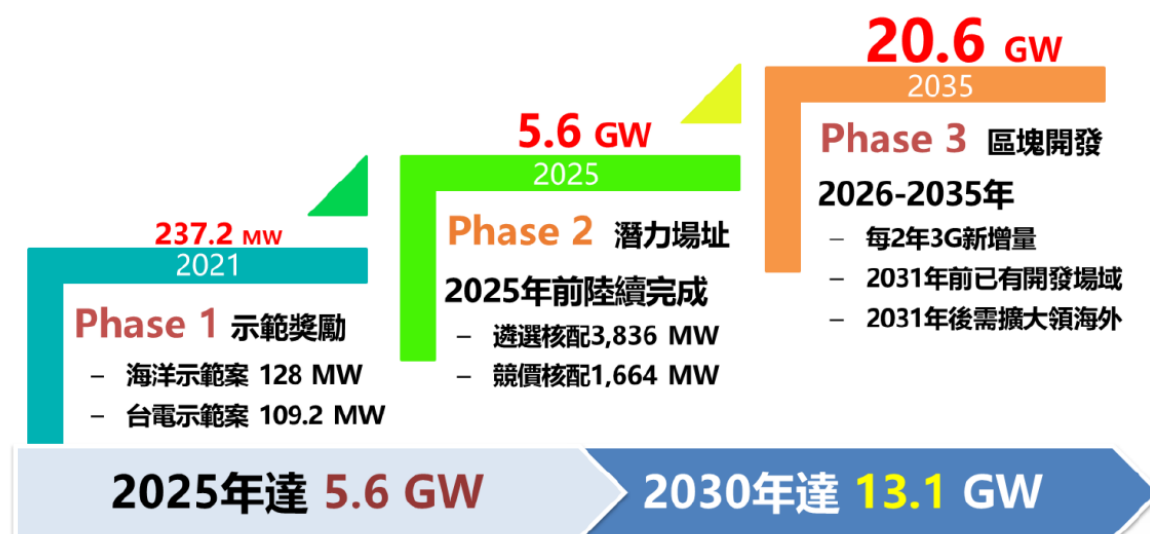 237.2 MW
2021
Phase 1 示範獎勵
– 海洋示範案 128 MW
– 台電示範案 109.2 MW
5.6 GW
2025
Phase 2 潛力場址
2025年前陸續完成
– 遴選核配3,836 MW
– 競價核配1,664 MW
20.6 GW
2035
Phase 3 區塊開發
2026-2035年
– 每2年3G新增量
– 2031年前已有開發場域
– 2031年後需擴大領海外
2025年達 5.6 GW
2030年達 13.1 GW